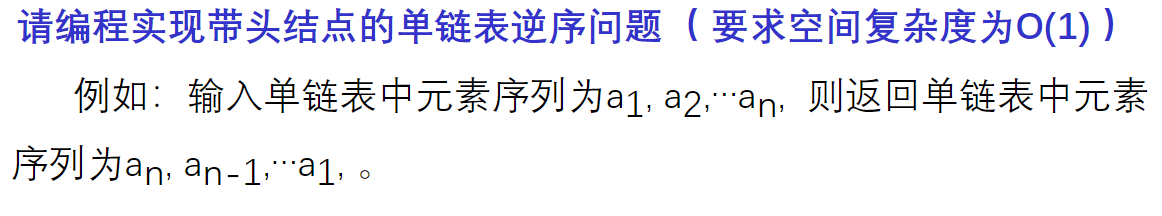 请编程实现带头结点的单链表逆序问题（要求空间复杂度为O(1)）
例如：输入单链表中元素序列为a1, a2,…an, 则返回单链表中元素
序列为an, an-1,…a1, 。